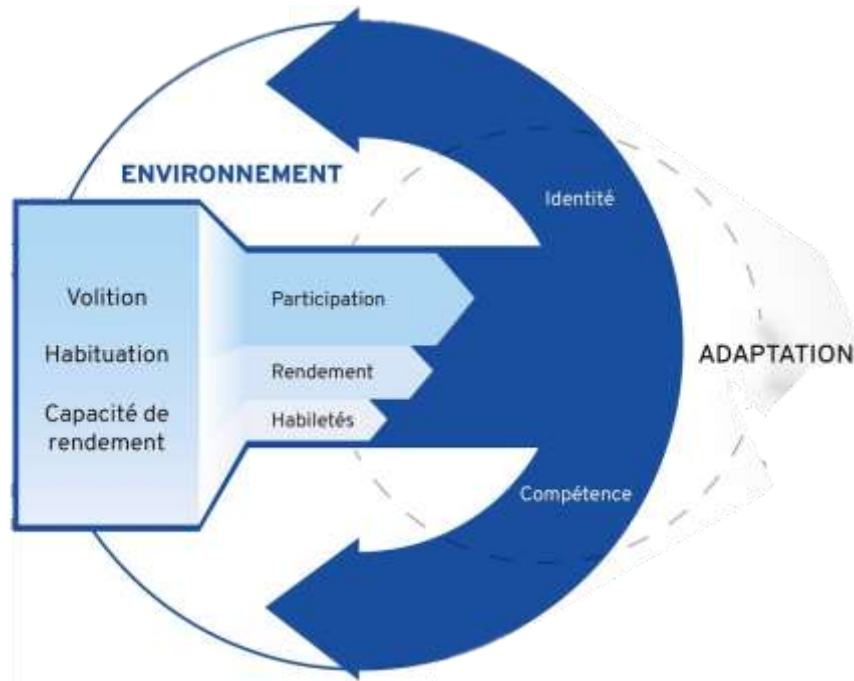 ENVIRONNEMENT
Identité
Volition
Participation
Habituation
Rendement
ADAPTATION
Capacité de
rendement
Habiletés
Compétence